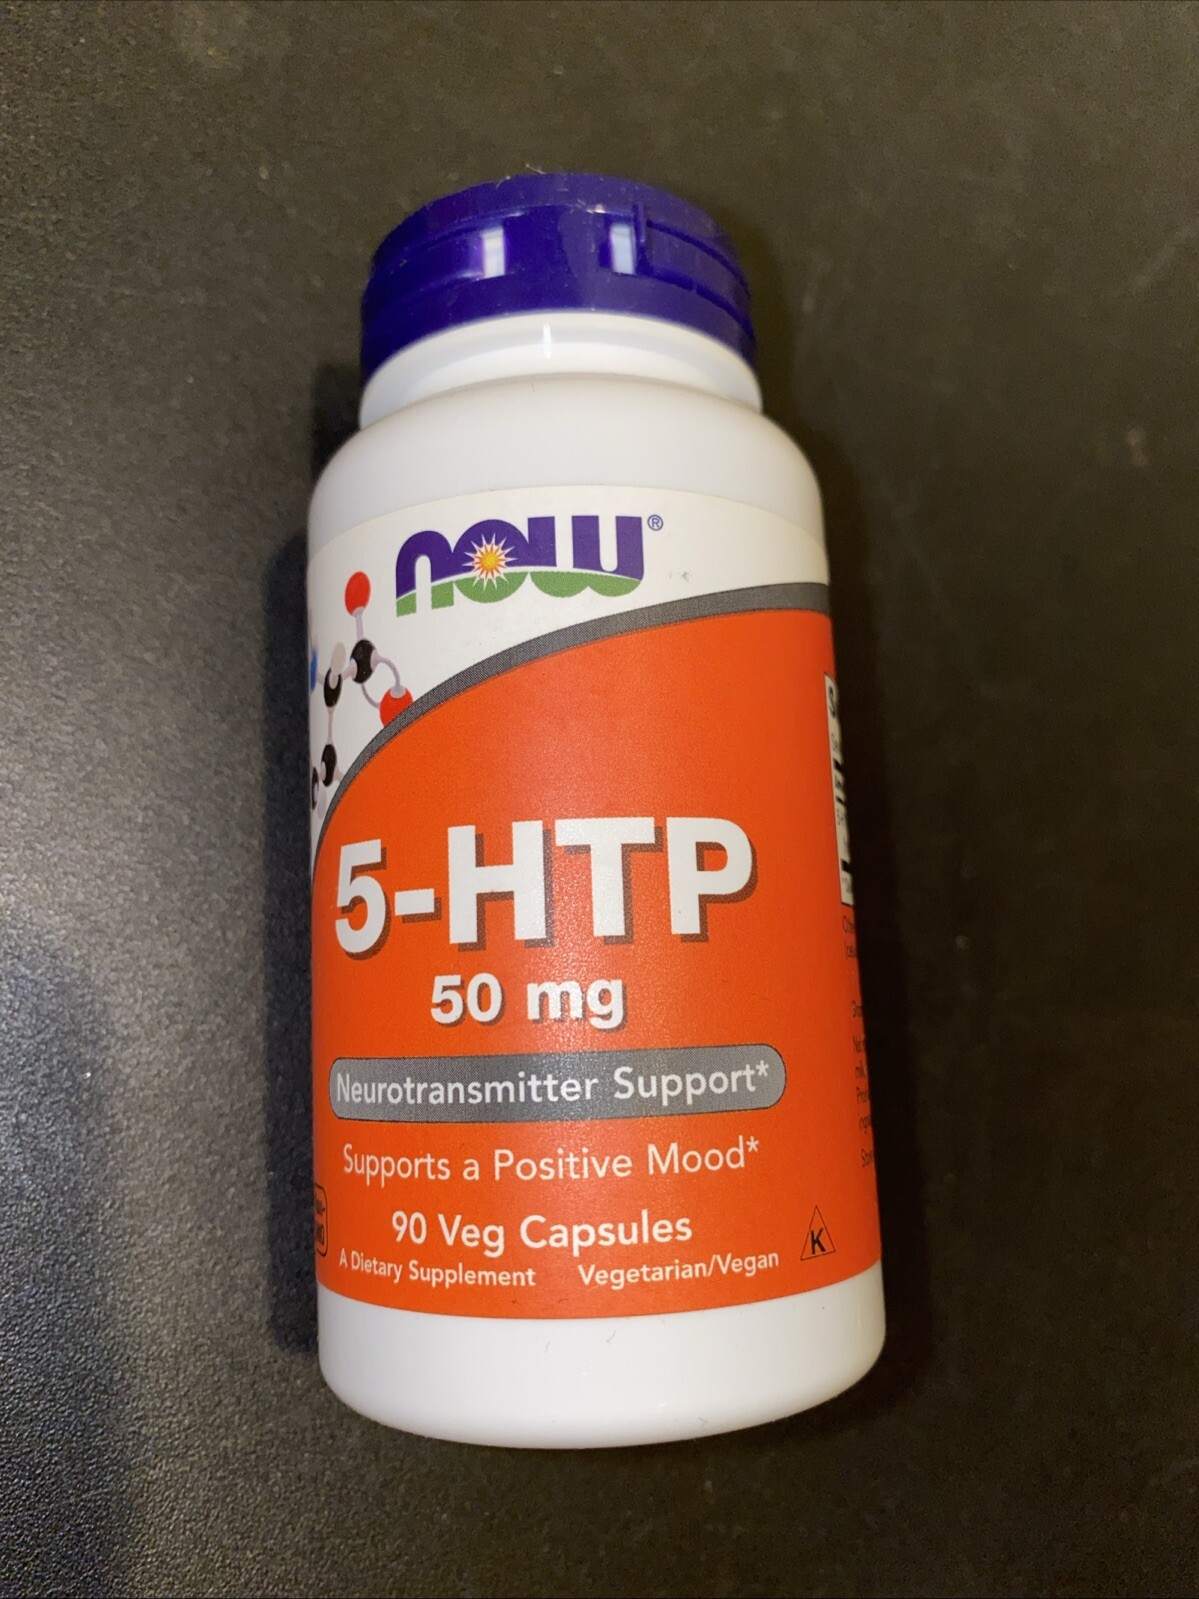 NOW®
5-HTP
50 mg
Neurotransmitter Support*
Supports a Positive Mood*
90 Veg Capsules
A Dietary Supplement Vegetarian/Vegan
K